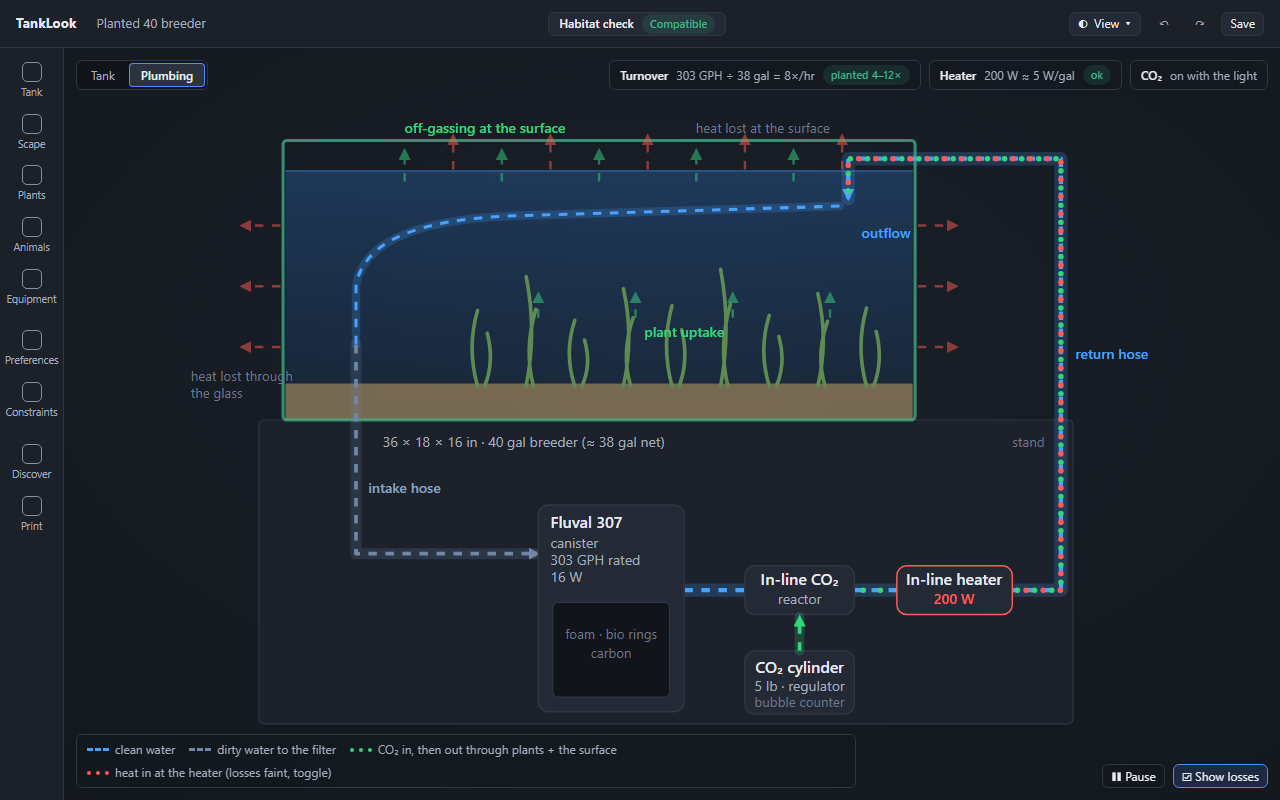 TankLook
Planted 40 breeder
Habitat check Compatible
View
Save
Tank
Scape
Plants
Animals
Equipment
Preferences
Constraints
Discover
Print
Tank Plumbing
Turnover 303 GPH ÷ 38 gal = 8×/hr planted 4–12×
Heater 200 W ≈ 5 W/gal ok
CO₂ on with the light
off-gassing at the surface
heat lost at the surface
outflow
plant uptake
return hose
heat lost through
the glass
36 × 18 × 16 in · 40 gal breeder (≈ 38 gal net)
stand
intake hose
Fluval 307
canister
303 GPH rated
16 W
foam · bio rings
carbon
In-line CO₂
reactor
In-line heater
200 W
CO₂ cylinder
5 lb · regulator
bubble counter
clean water
dirty water to the filter
CO₂ in, then out through plants + the surface
heat in at the heater (losses faint, toggle)
Pause
Show losses